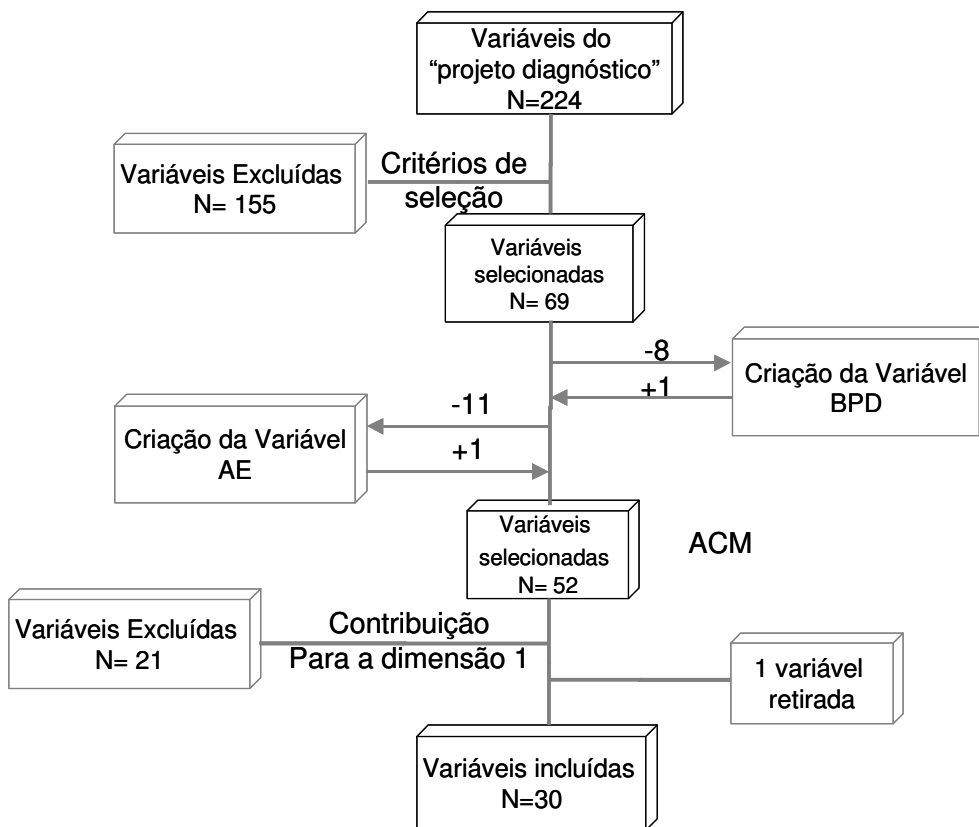 Variáveis do
“projeto diagnóstico”
N=224
Variáveis Excluídas
N= 155
Critérios de
seleção
Variáveis
selecionadas
N= 69
-8
+1
Criação da Variável
BPD
-11
+1
Criação da Variável
AE
Variáveis
selecionadas
N= 52
ACM
Variáveis Excluídas
N= 21
Contribuição
Para a dimensão 1
1 variável
retirada
Variáveis incluídas
N=30